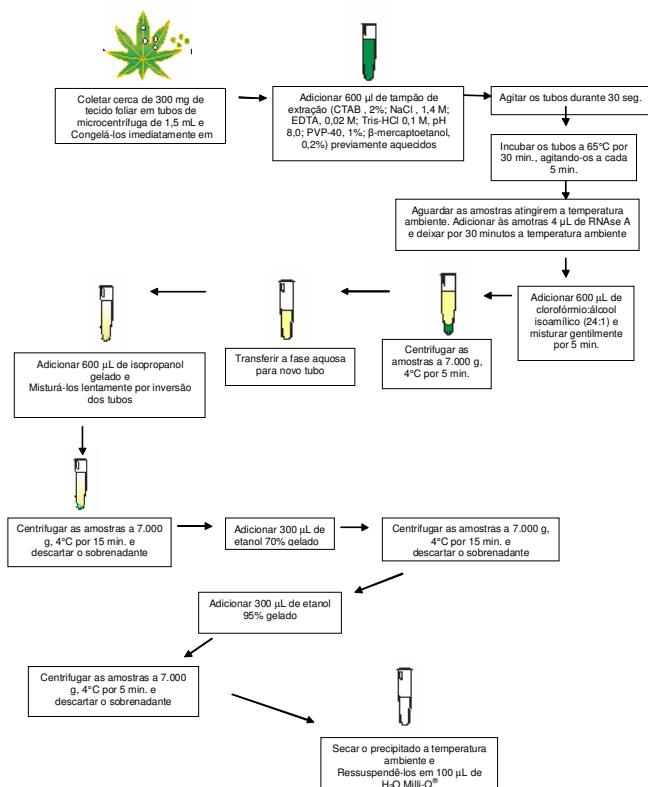 Coletar cerca de 300 mg de
tecido foliar em tubos de
microcentrífuga de 1,5 mL e
Congelá-los imediatamente em
Adicionar 600 µl de tampão de
extração (CTAB , 2%; NaCl , 1,4 M;
EDTA, 0,02 M; Tris-HCl 0,1 M, pH
8,0; PVP-40, 1%; β-mercaptoetanol,
0,2%) previamente aquecidos
Agitar os tubos durante 30 seg.
Incubar os tubos a 65°C por
30 min., agitando-os a cada
5 min.
Aguardar as amostras atingirem a temperatura
ambiente. Adicionar às amotras 4 µL de RNAse A
e deixar por 30 minutos a temperatura ambiente
Adicionar 600 µL de
clorofórmio:álcool
isoamílico (24:1) e
misturar gentilmente
por 5 min.
Centrifugar as
amostras a 7.000 g,
4°C por 5 min.
Transferir a fase aquosa
para novo tubo
Adicionar 600 µL de isopropanol
gelado e
Misturá-los lentamente por inversão
dos tubos
Centrifugar as amostras a 7.000
g, 4°C por 15 min. e
descartar o sobrenadante
Adicionar 300 µL de
etanol 70% gelado
Centrifugar as amostras a 7.000 g,
4°C por 15 min. e
descartar o sobrenadante
Adicionar 300 µL de etanol
95% gelado
Centrifugar as amostras a 7.000
g, 4°C por 5 min. e
descartar o sobrenadante
Secar o precipitado a temperatura
ambiente e
Ressuspendê-los em 100 µL de
H2O Milli-Q®